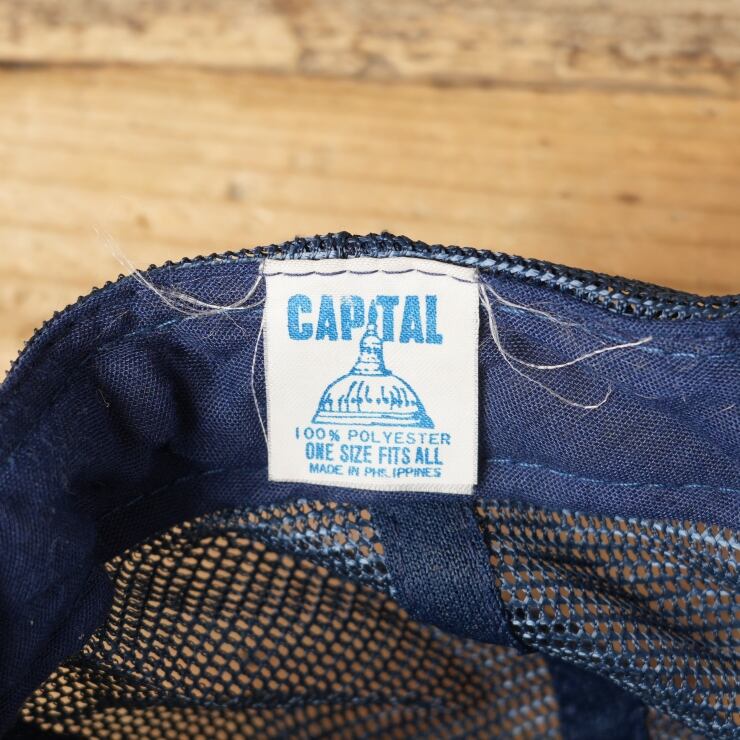 CAPITAL
100% POLYESTER
ONE SIZE FITS ALL
MADE IN PHILIPPINES